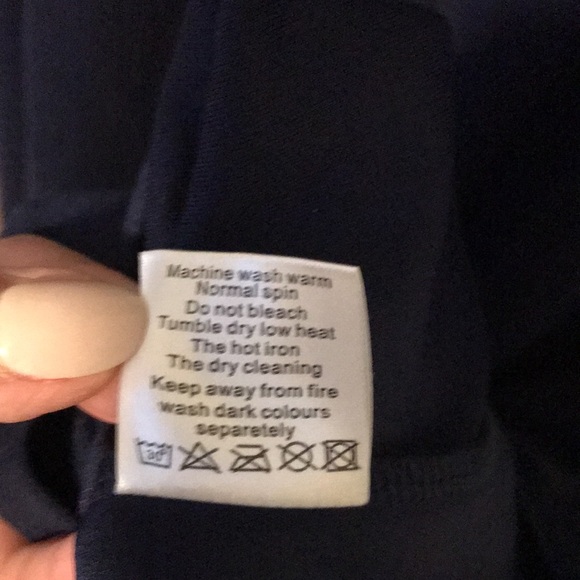 Machine wash warm
Normal spin
Do not bleach
Tumble dry low heat
The hot iron
The dry cleaning
Keep away from fire
wash dark colours
separetely
30°